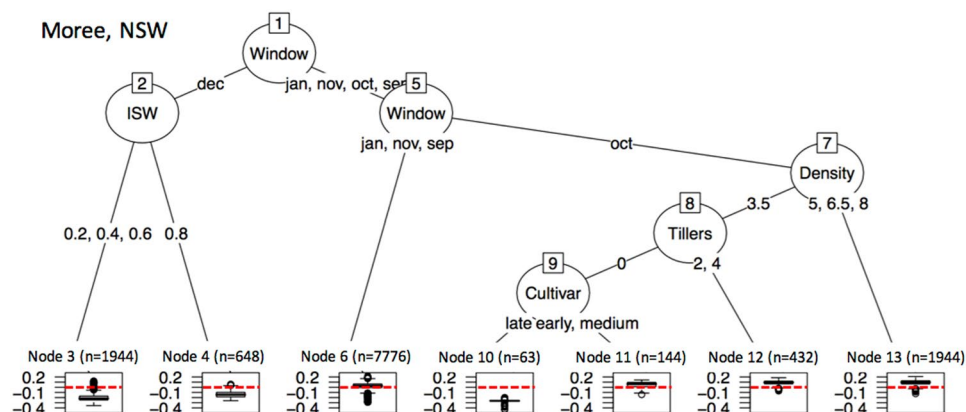 Moree, NSW
1
Window
dec
jan, nov, oct, sep
2
ISW
5
Window
jan, nov, sep
oct
7
Density
3.5
5, 6.5, 8
8
Tillers
0.2, 0.4, 0.6
0.8
0
2, 4
9
Cultivar
late
early, medium
Node 3 (n=1944)
Node 4 (n=648)
Node 6 (n=7776)
Node 10 (n=63)
Node 11 (n=144)
Node 12 (n=432)
Node 13 (n=1944)
0.2
−0.1
−0.4
0.2
−0.1
−0.4
0.2
−0.1
−0.4
0.2
−0.1
−0.4
0.2
−0.1
−0.4
0.2
−0.1
−0.4
0.2
−0.1
−0.4